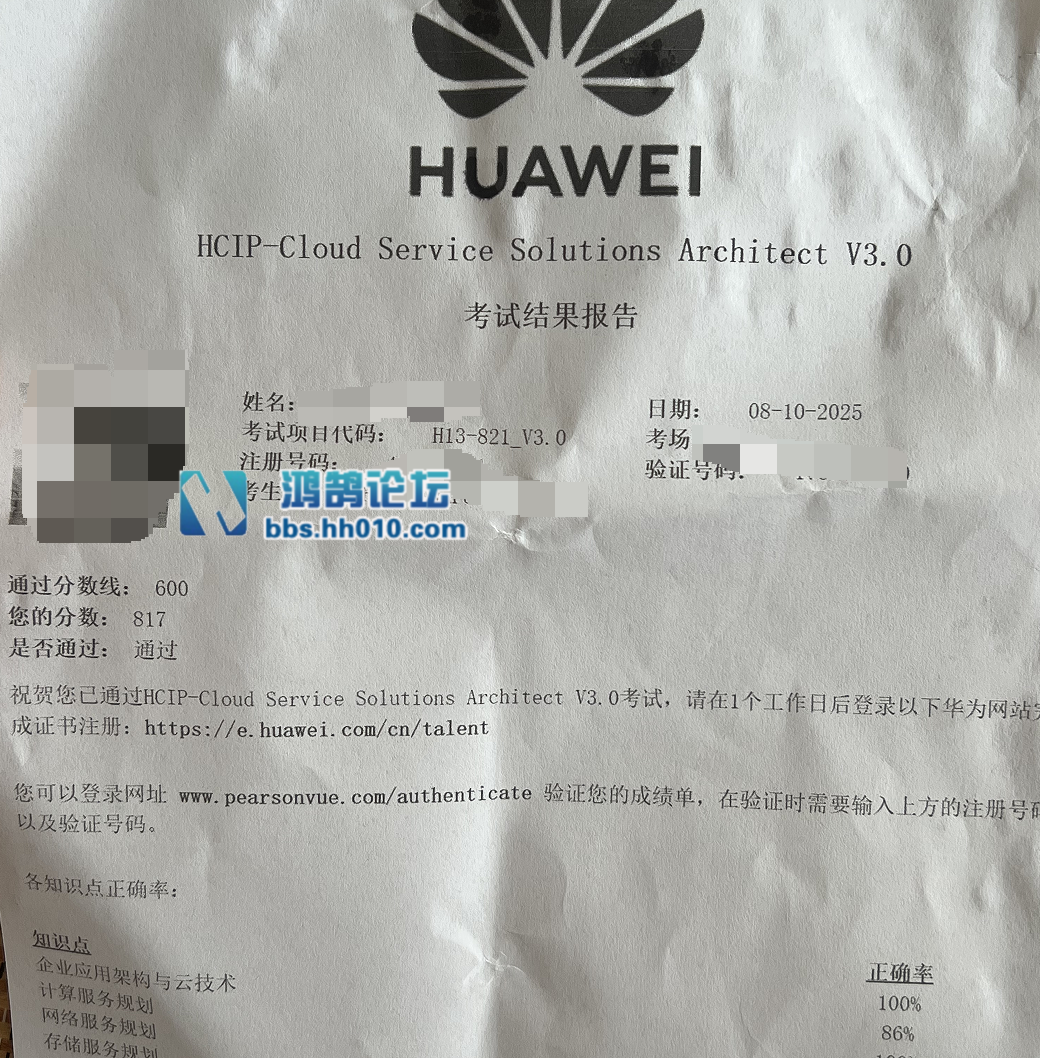 HUAWEI
HCIP-Cloud Service Solutions Architect V3.0
考试结果报告
姓名:
日期: 08-10-2025
考试项目代码: H13-821_V3.0
考场
注册号码:
验证号码:
考生
鸿鹄论坛
bbs.hh010.com
通过分数线: 600
您的分数: 817
是否通过: 通过
祝贺您已通过HCIP-Cloud Service Solutions Architect V3.0考试，请在1个工作日后登录以下华为网站完
成证书注册: https://e.huawei.com/cn/talent
您可以登录网址 www.pearsonvue.com/authenticate 验证您的成绩单，在验证时需要输入上方的注册号码
以及验证号码。
各知识点正确率:
知识点 正确率
企业应用架构与云技术 100%
计算服务规划 86%
网络服务规划
存储服务规划